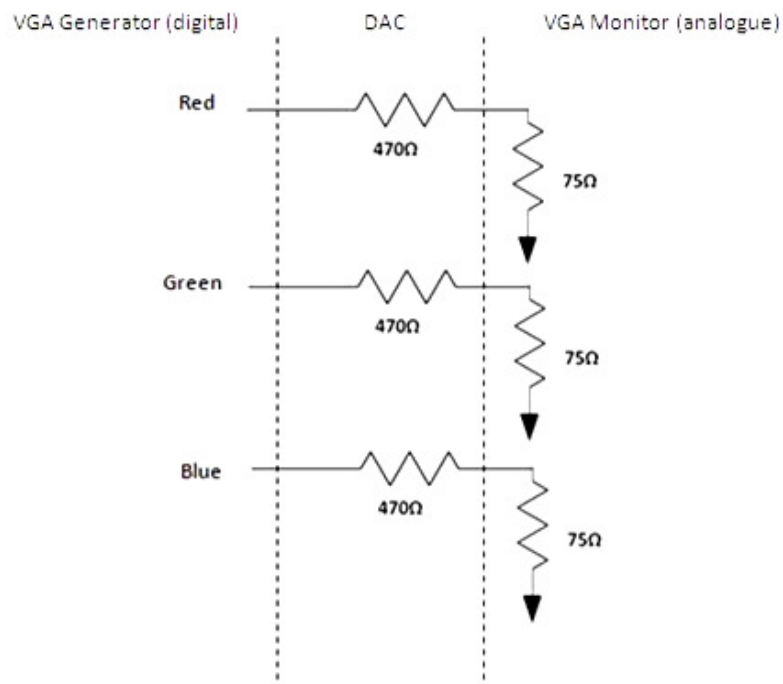 VGA Generator (digital) DAC VGA Monitor (analogue)
Red
470Ω
75Ω
Green
470Ω
75Ω
Blue
470Ω
75Ω